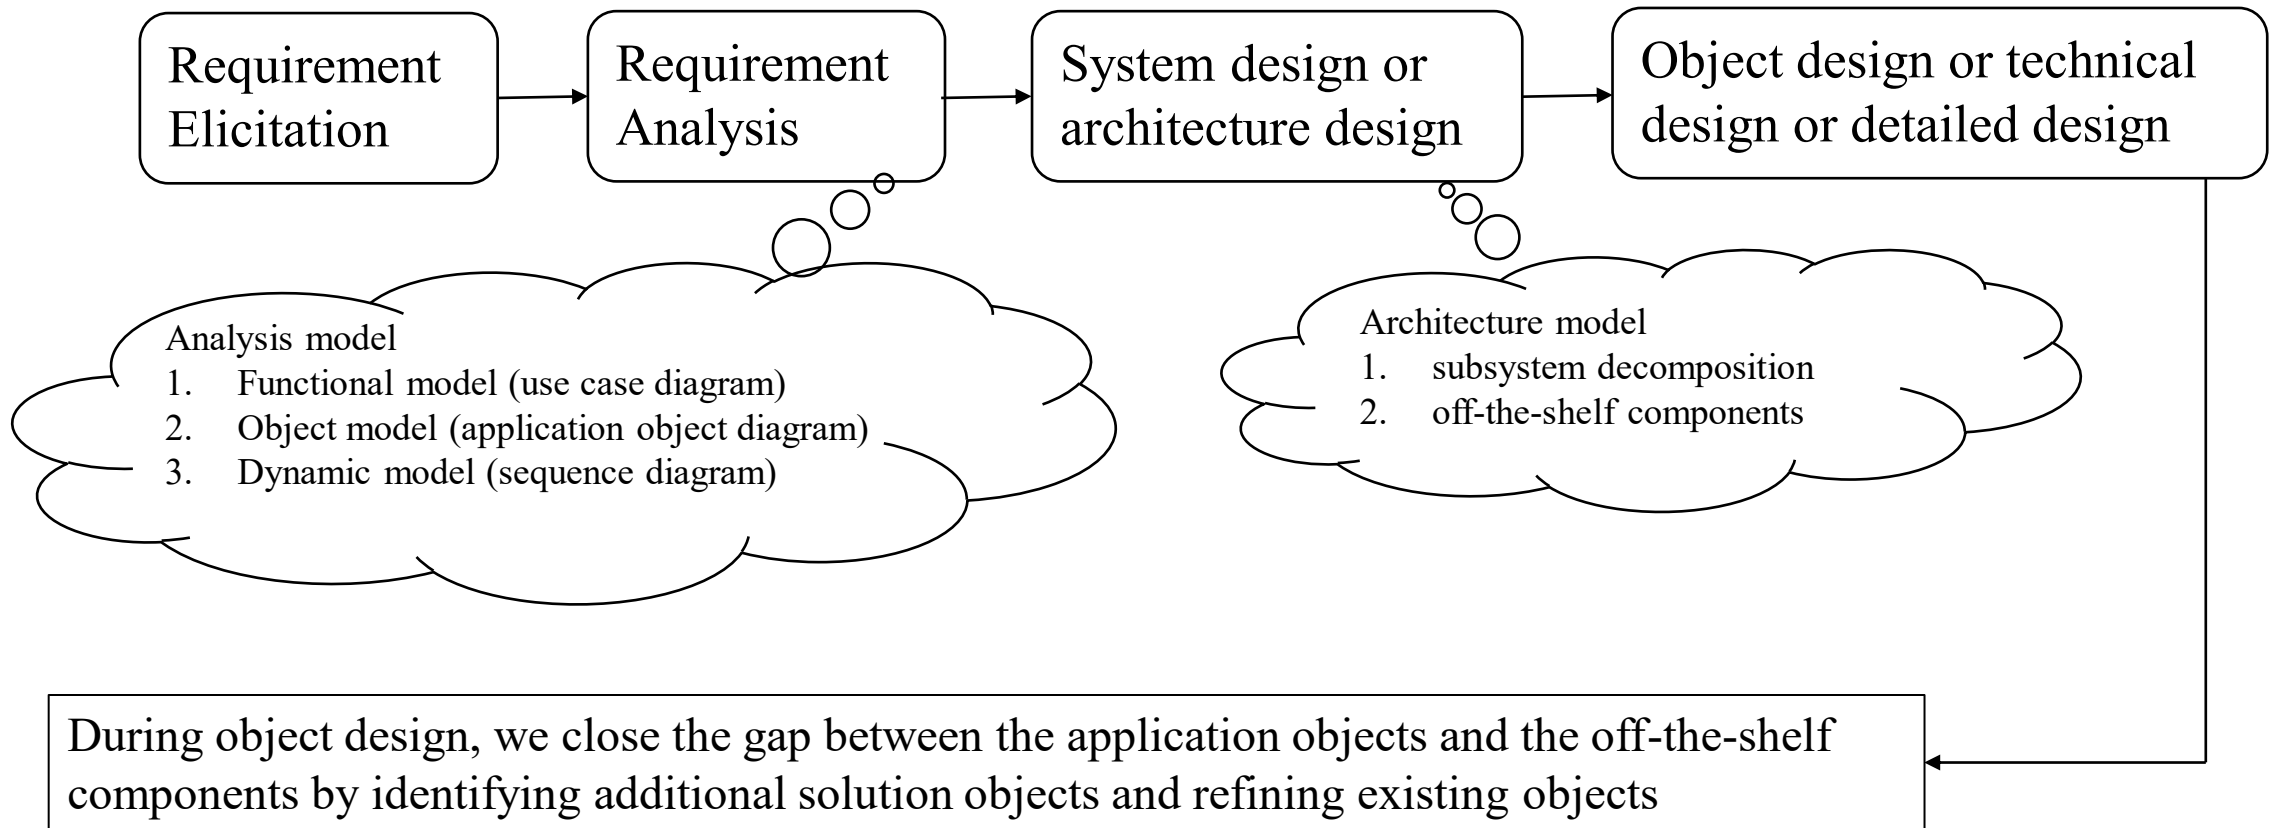 Requirement
Elicitation
Requirement
Analysis
System design or
architecture design
Object design or technical
design or detailed design
Analysis model
1. Functional model (use case diagram)
2. Object model (application object diagram)
3. Dynamic model (sequence diagram)
Architecture model
1. subsystem decomposition
2. off-the-shelf components
During object design, we close the gap between the application objects and the off-the-shelf
components by identifying additional solution objects and refining existing objects